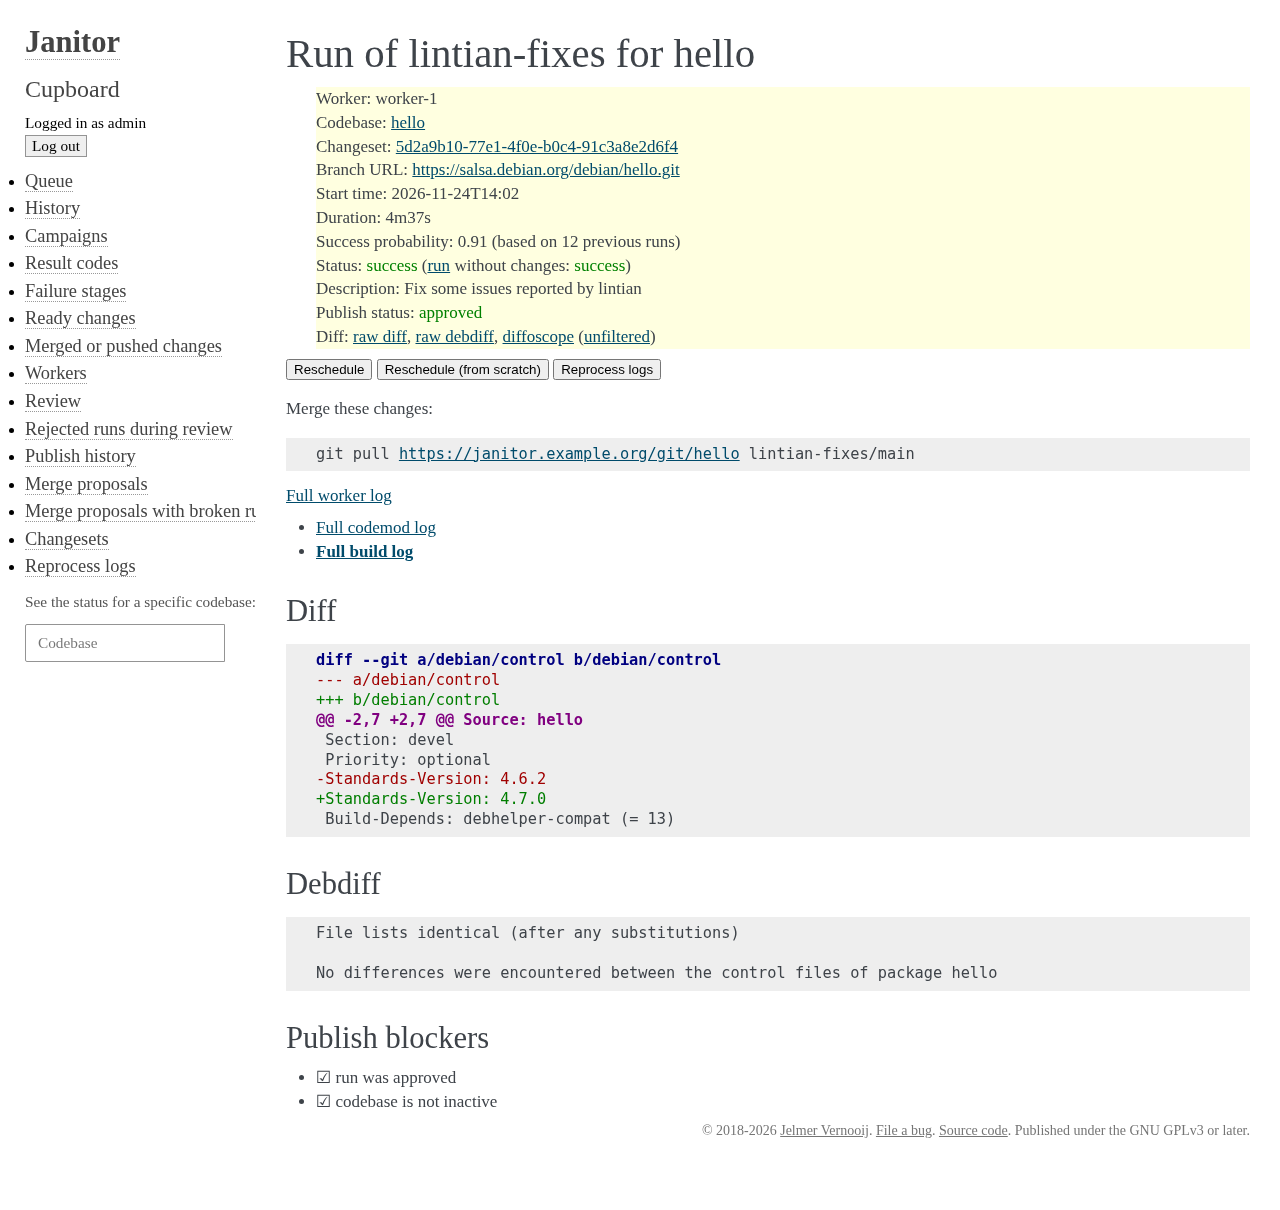 Janitor
Cupboard
Logged in as admin
Log out
Queue
History
Campaigns
Result codes
Failure stages
Ready changes
Merged or pushed changes
Workers
Review
Rejected runs during review
Publish history
Merge proposals
Merge proposals with broken ru
Changesets
Reprocess logs
See the status for a specific codebase:
Codebase
Run of lintian-fixes for hello
Worker: worker-1
Codebase: hello
Changeset: 5d2a9b10-77e1-4f0e-b0c4-91c3a8e2d6f4
Branch URL: https://salsa.debian.org/debian/hello.git
Start time: 2026-11-24T14:02
Duration: 4m37s
Success probability: 0.91 (based on 12 previous runs)
Status: success (run without changes: success)
Description: Fix some issues reported by lintian
Publish status: approved
Diff: raw diff, raw debdiff, diffoscope (unfiltered)
Reschedule Reschedule (from scratch) Reprocess logs
Merge these changes:
git pull https://janitor.example.org/git/hello lintian-fixes/main
Full worker log
Full codemod log
Full build log
Diff
diff --git a/debian/control b/debian/control
--- a/debian/control
+++ b/debian/control
@@ -2,7 +2,7 @@ Source: hello
 Section: devel
 Priority: optional
-Standards-Version: 4.6.2
+Standards-Version: 4.7.0
 Build-Depends: debhelper-compat (= 13)
Debdiff
File lists identical (after any substitutions)
No differences were encountered between the control files of package hello
Publish blockers
☑ run was approved
☑ codebase is not inactive
© 2018-2026 Jelmer Vernooij. File a bug. Source code. Published under the GNU GPLv3 or later.